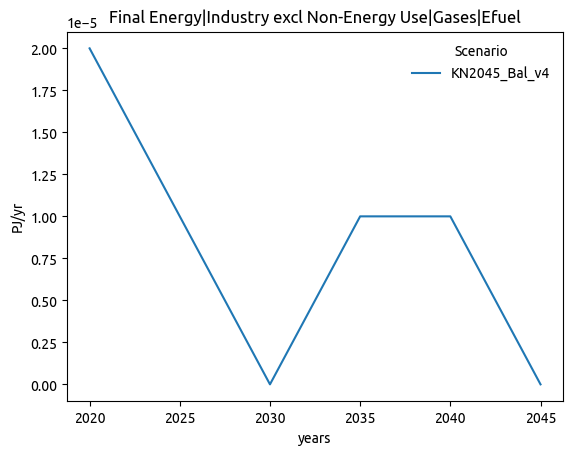 Final Energy|Industry excl Non-Energy Use|Gases|Efuel
1e−5
Scenario
KN2045_Bal_v4
2.00
1.75
1.50
1.25
1.00
0.75
0.50
0.25
0.00
PJ/yr
2020 2025 2030 2035 2040 2045
years